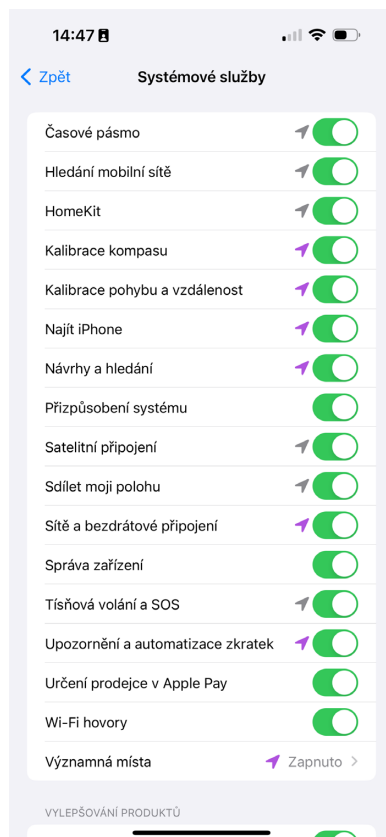 14:47
Zpět
Systémové služby
Časové pásmo
Hledání mobilní sítě
HomeKit
Kalibrace kompasu
Kalibrace pohybu a vzdálenost
Najít iPhone
Návrhy a hledání
Přizpůsobení systému
Satelitní připojení
Sdílet moji polohu
Sítě a bezdrátové připojení
Správa zařízení
Tísňová volání a SOS
Upozornění a automatizace zkratek
Určení prodejce v Apple Pay
Wi-Fi hovory
Významná místa Zapnuto
VYLEPŠOVÁNÍ PRODUKTŮ